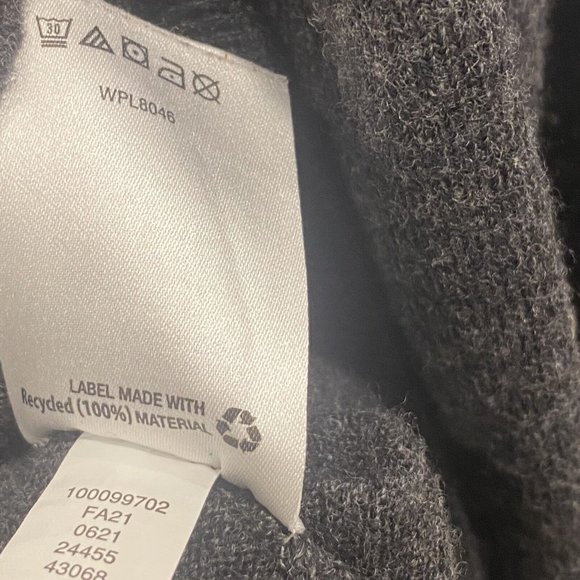 30
WPL8046
LABEL MADE WITH
Recycled (100%) MATERIAL
100099702
FA21
0621
24455
43068